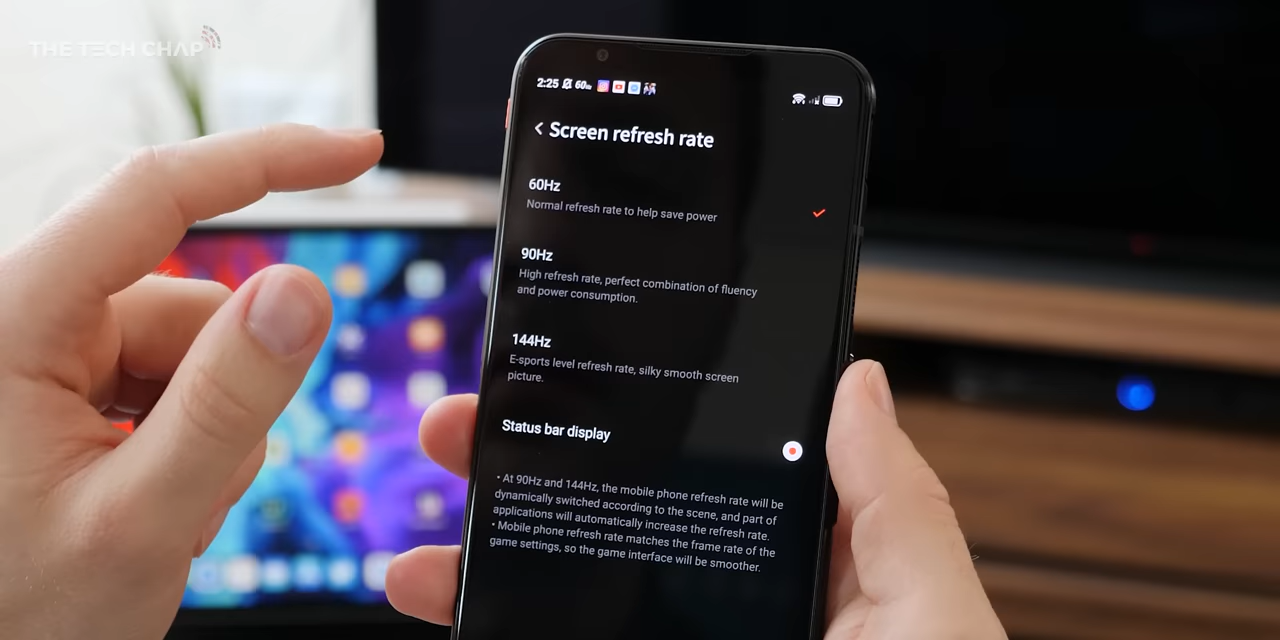 THE TECH CHAP
2:25 60Hz
Screen refresh rate
60Hz
Normal refresh rate to help save power
90Hz
High refresh rate, perfect combination of fluency
and power consumption.
144Hz
E-sports level refresh rate, silky smooth screen
picture.
Status bar display
• At 90Hz and 144Hz, the mobile phone refresh rate will be
dynamically switched according to the scene, and part of
applications will automatically increase the refresh rate.
• Mobile phone refresh rate matches the frame rate of the
game settings, so the game interface will be smoother.